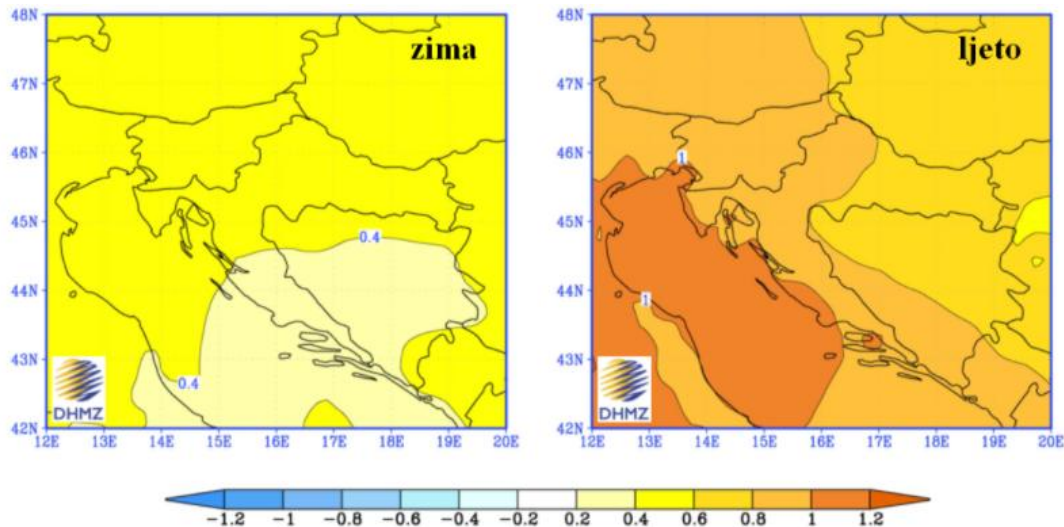 zima
48N
47N
46N
45N
44N
43N
42N
0.4
0.4
DHMZ
12E 13E 14E 15E 16E 17E 18E 19E 20E
ljeto
48N
47N
46N
45N
44N
43N
42N
1
1
DHMZ
12E 13E 14E 15E 16E 17E 18E 19E 20E
-1.2 -1 -0.8 -0.6 -0.4 -0.2 0.2 0.4 0.6 0.8 1 1.2